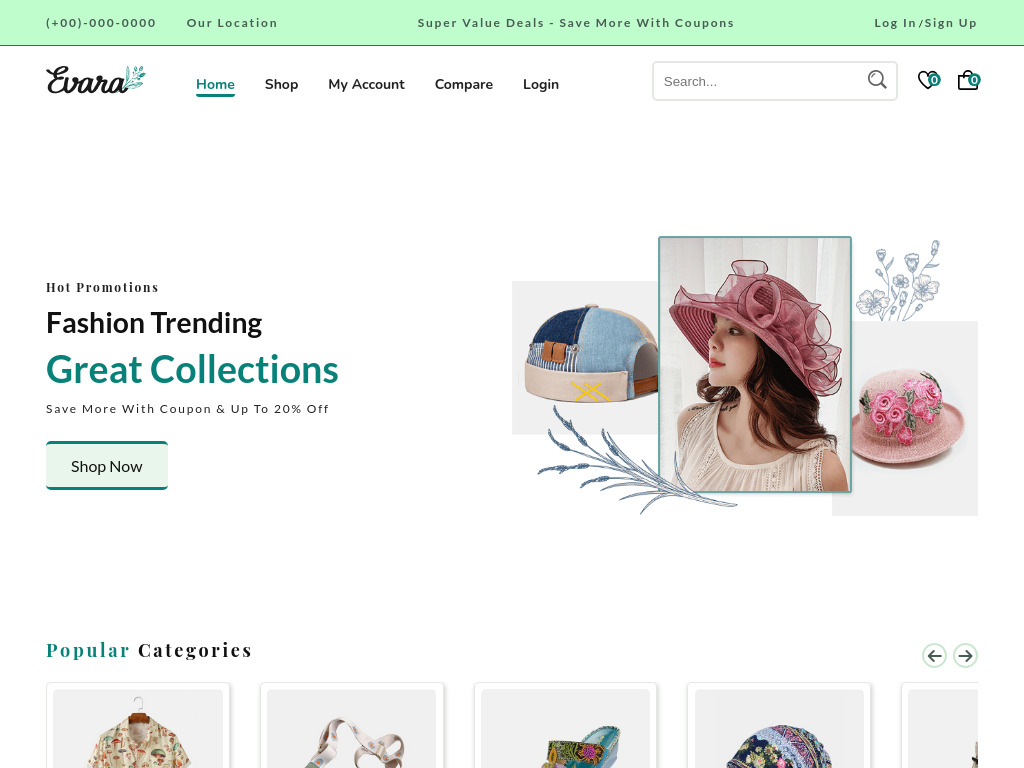 (+00)-000-0000 Our Location Super Value Deals - Save More With Coupons Log In/Sign Up
Evara Home Shop My Account Compare Login Search... 0 0
Hot Promotions
Fashion Trending
Great Collections
Save More With Coupon & Up To 20% Off
Shop Now
Popular Categories